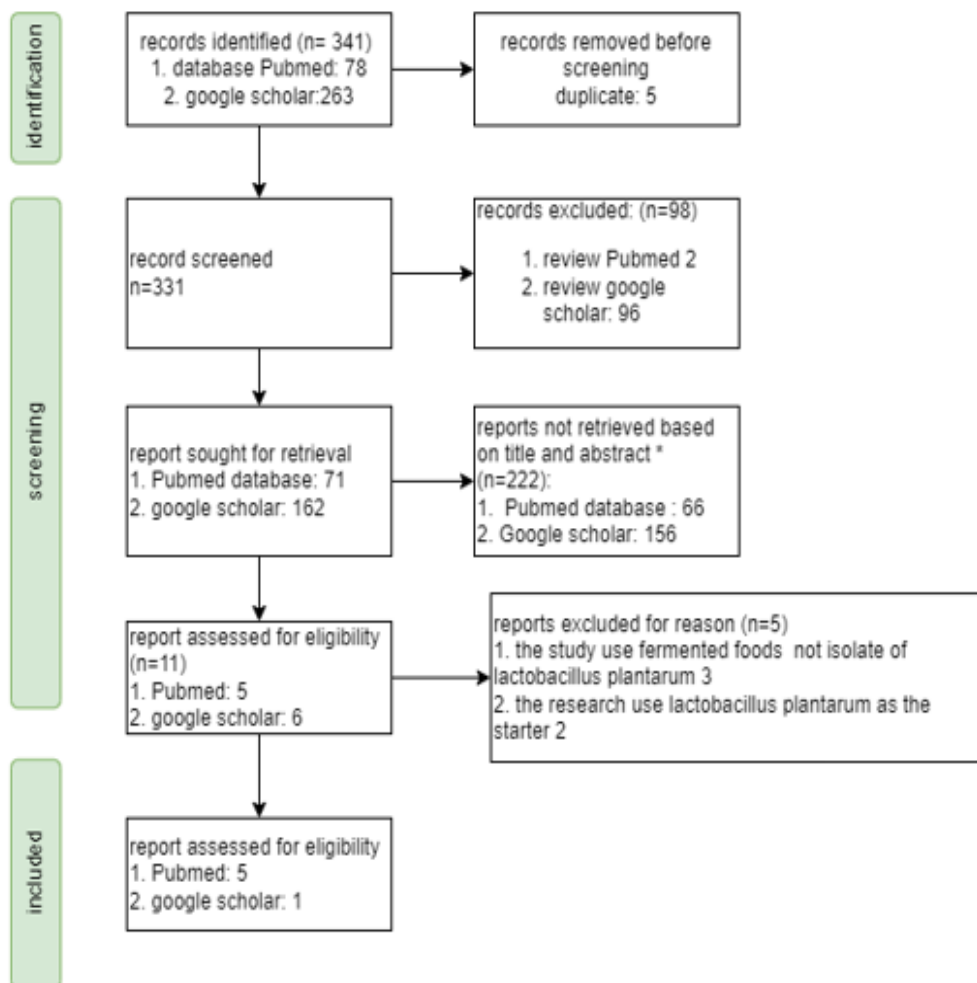 identification
records identified (n= 341)
1. database Pubmed: 78
2. google scholar:263
records removed before
screening
duplicate: 5
screening
record screened
n=331
records excluded: (n=98)
1. review Pubmed 2
2. review google
scholar: 96
report sought for retrieval
1. Pubmed database: 71
2. google scholar: 162
reports not retrieved based
on title and abstract *
(n=222):
1. Pubmed database : 66
2. Google scholar: 156
report assessed for eligibility
(n=11)
1. Pubmed: 5
2. google scholar: 6
reports excluded for reason (n=5)
1. the study use fermented foods not isolate of
lactobacillus plantarum 3
2. the research use lactobacillus plantarum as the
starter 2
included
report assessed for eligibility
1. Pubmed: 5
2. google scholar: 1